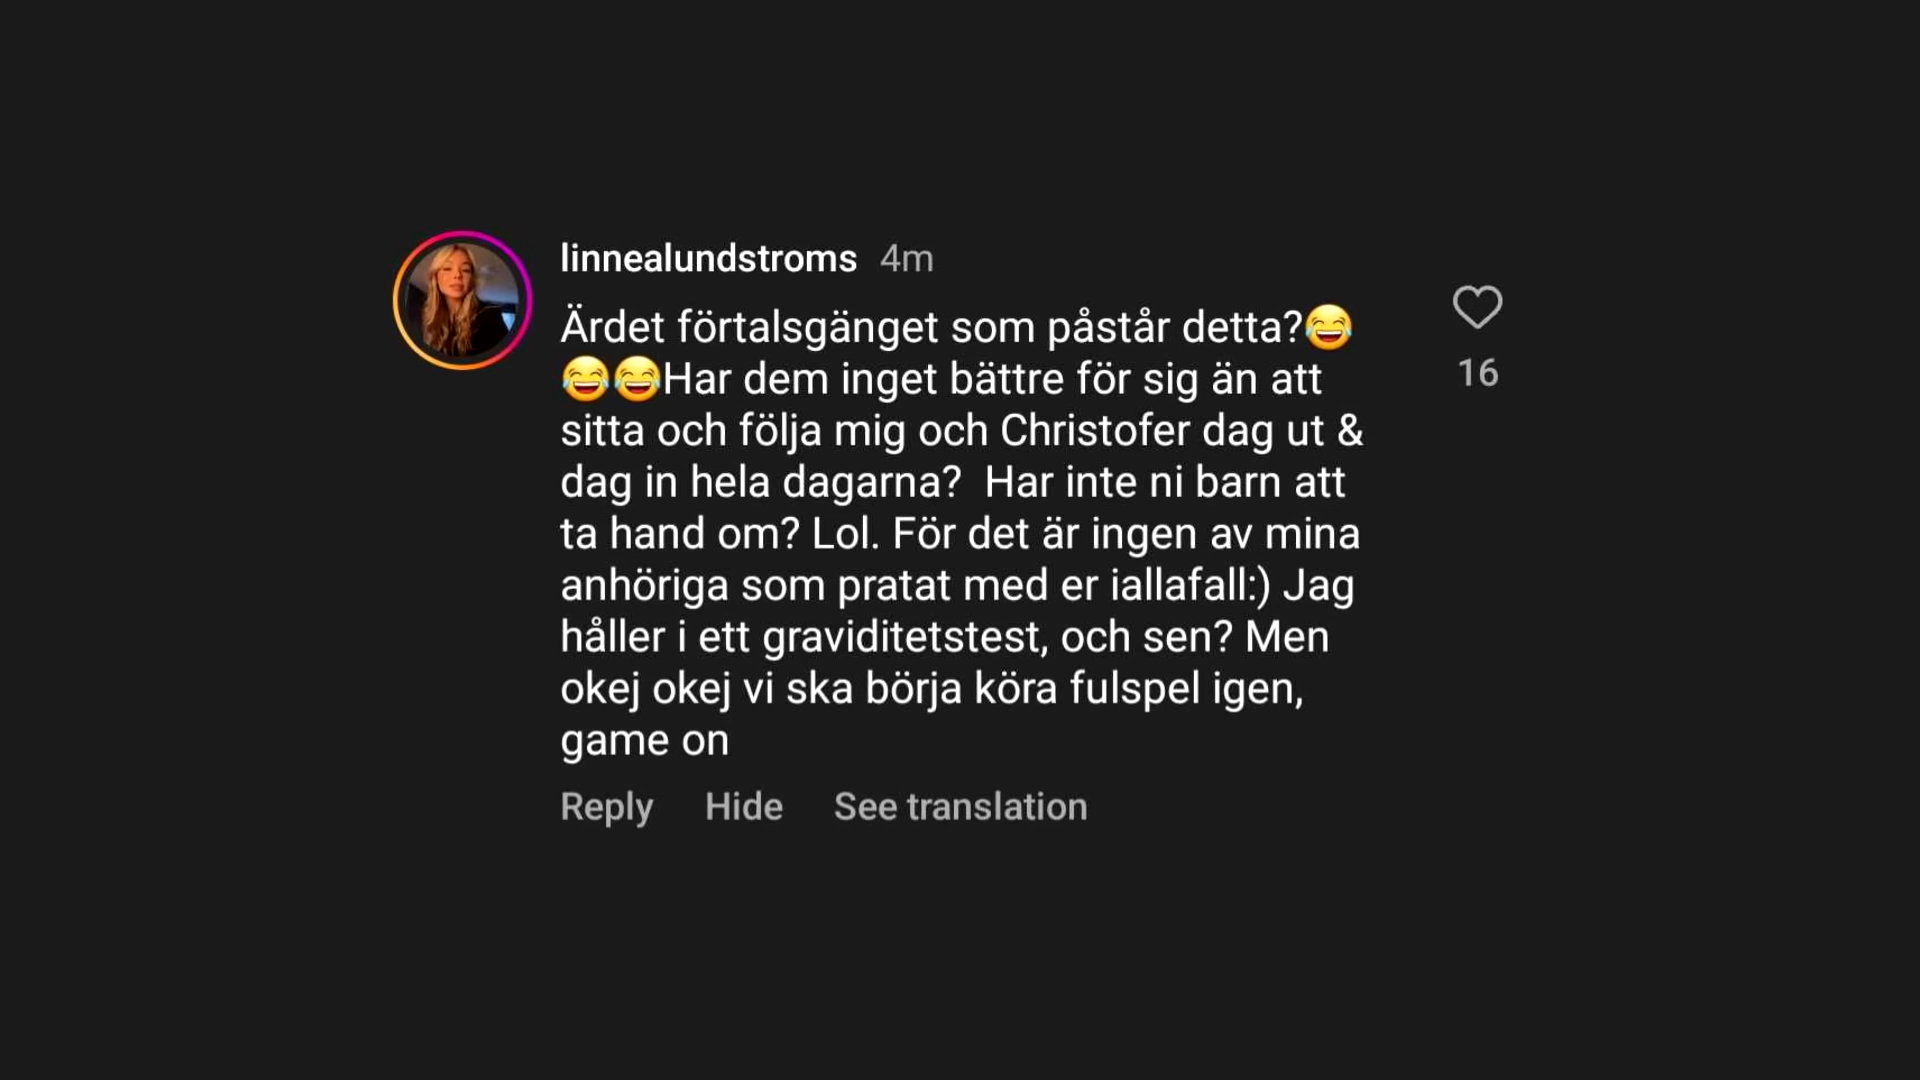 linnealundstroms 4m
Ärdet förtalsgänget som påstår detta?😂
😂😂Har dem inget bättre för sig än att
sitta och följa mig och Christofer dag ut &
dag in hela dagarna?  Har inte ni barn att
ta hand om? Lol. För det är ingen av mina
anhöriga som pratat med er iallafall:) Jag
håller i ett graviditetstest, och sen? Men
okej okej vi ska börja köra fulspel igen,
game on
16
Reply Hide See translation